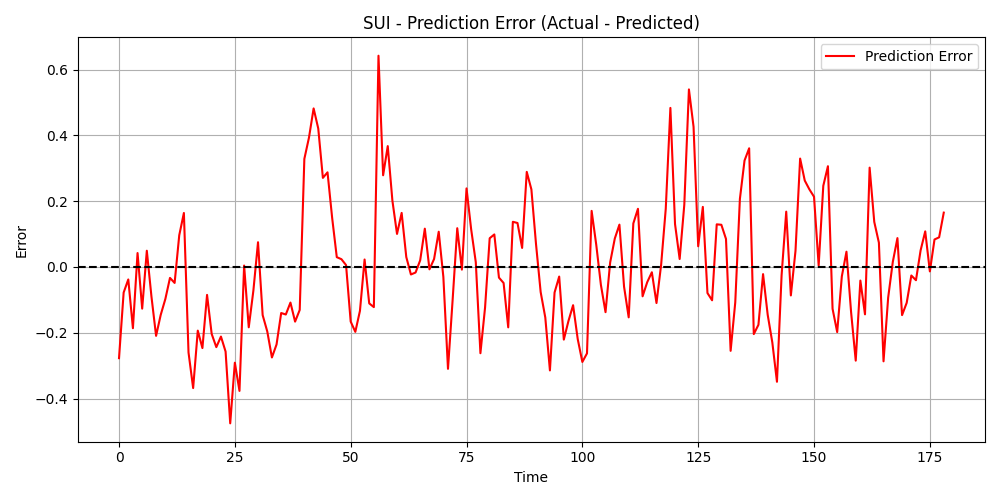 SUI - Prediction Error (Actual - Predicted)
Prediction Error
0.6
0.4
0.2
0.0
−0.2
−0.4
Error
0 25 50 75 100 125 150 175
Time